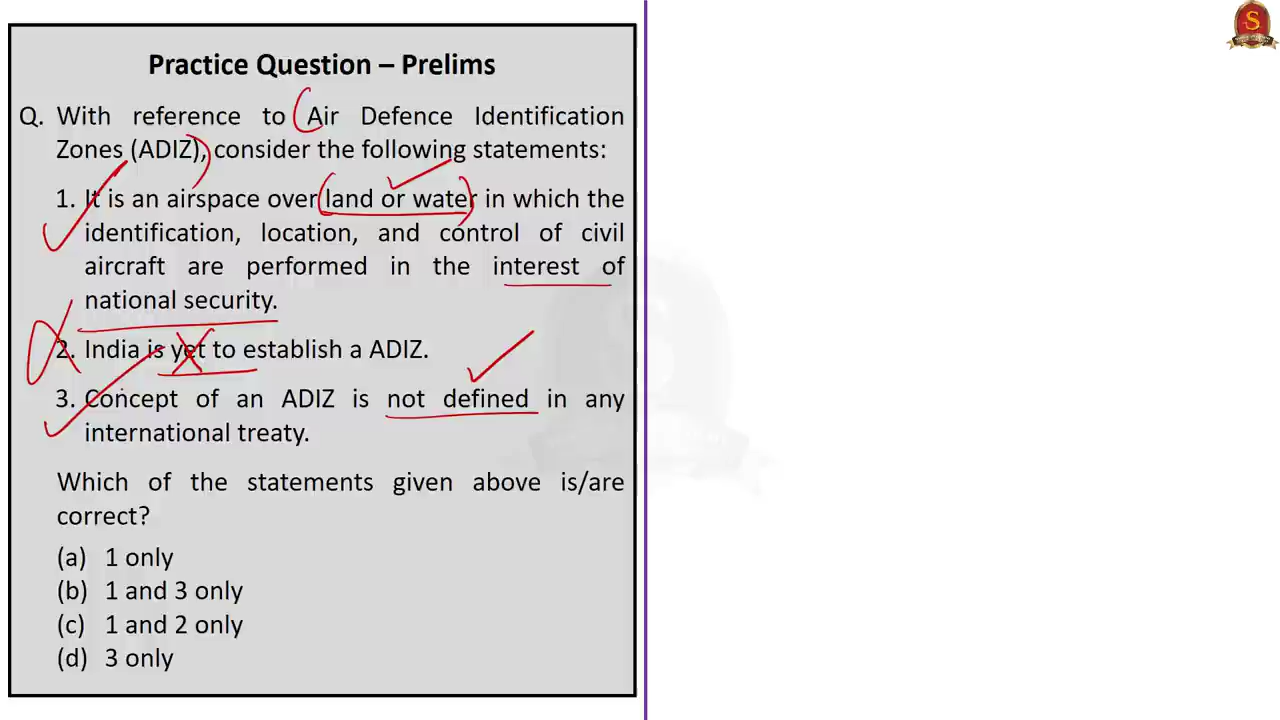 Practice Question – Prelims
Q. With reference to Air Defence Identification
Zones (ADIZ), consider the following statements:
1. It is an airspace over land or water in which the
identification, location, and control of civil
aircraft are performed in the interest of
national security.
2. India is yet to establish a ADIZ.
3. Concept of an ADIZ is not defined in any
international treaty.
Which of the statements given above is/are
correct?
(a) 1 only
(b) 1 and 3 only
(c) 1 and 2 only
(d) 3 only
S